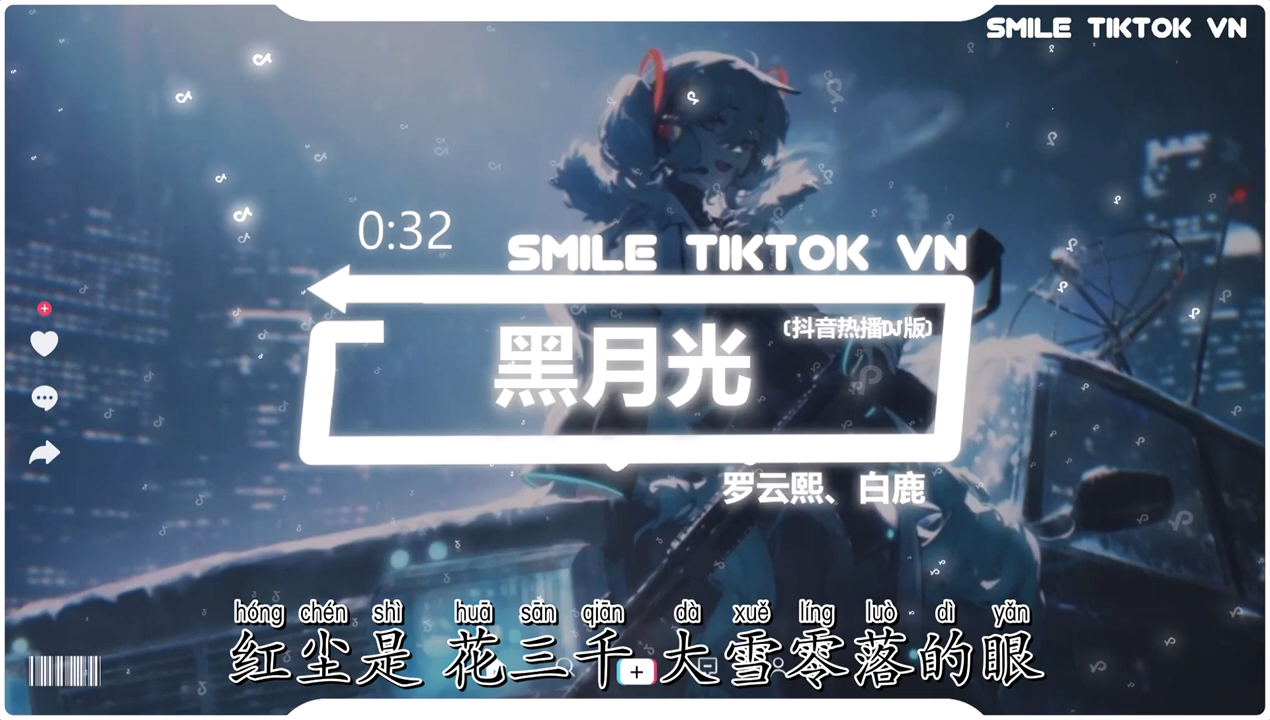 SMILE TIKTOK VN
0:32
SMILE TIKTOK VN
(抖音热播DJ版)
黑月光
罗云熙、白鹿
hóng chén shì huā sān qiān dà xuě líng luò dì yǎn
红尘是 花三千 大雪零落的眼